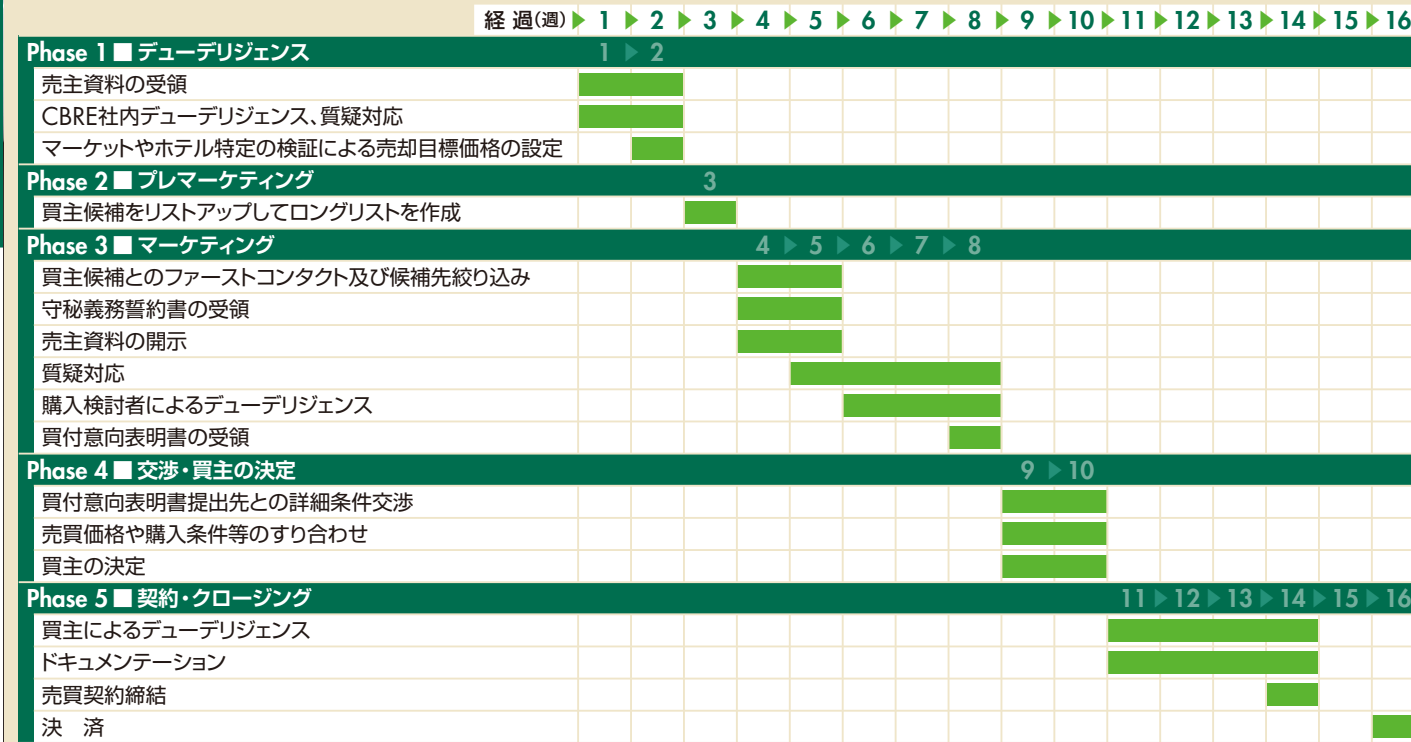 経 過(週) ▶ 1 ▶ 2 ▶ 3 ▶ 4 ▶ 5 ▶ 6 ▶ 7 ▶ 8 ▶ 9 ▶ 10 ▶ 11 ▶ 12 ▶ 13 ▶ 14 ▶ 15 ▶ 16
Phase 1 ■ デューデリジェンス 1 ▶ 2
売主資料の受領
CBRE社内デューデリジェンス、質疑対応
マーケットやホテル特定の検証による売却目標価格の設定
Phase 2 ■ プレマーケティング 3
買主候補をリストアップしてロングリストを作成
Phase 3 ■ マーケティング 4 ▶ 5 ▶ 6 ▶ 7 ▶ 8
買主候補とのファーストコンタクト及び候補先絞り込み
守秘義務誓約書の受領
売主資料の開示
質疑対応
購入検討者によるデューデリジェンス
買付意向表明書の受領
Phase 4 ■ 交渉・買主の決定 9 ▶ 10
買付意向表明書提出先との詳細条件交渉
売買価格や購入条件等のすり合わせ
買主の決定
Phase 5 ■ 契約・クロージング 11 ▶ 12 ▶ 13 ▶ 14 ▶ 15 ▶ 16
買主によるデューデリジェンス
ドキュメンテーション
売買契約締結
決　済